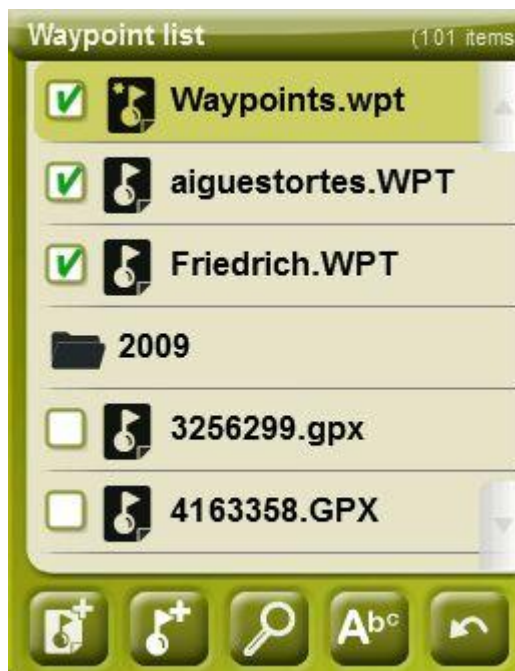 Waypoint list (101 items
Waypoints.wpt
aiguestortes.WPT
Friedrich.WPT
2009
3256299.gpx
4163358.GPX
Abc